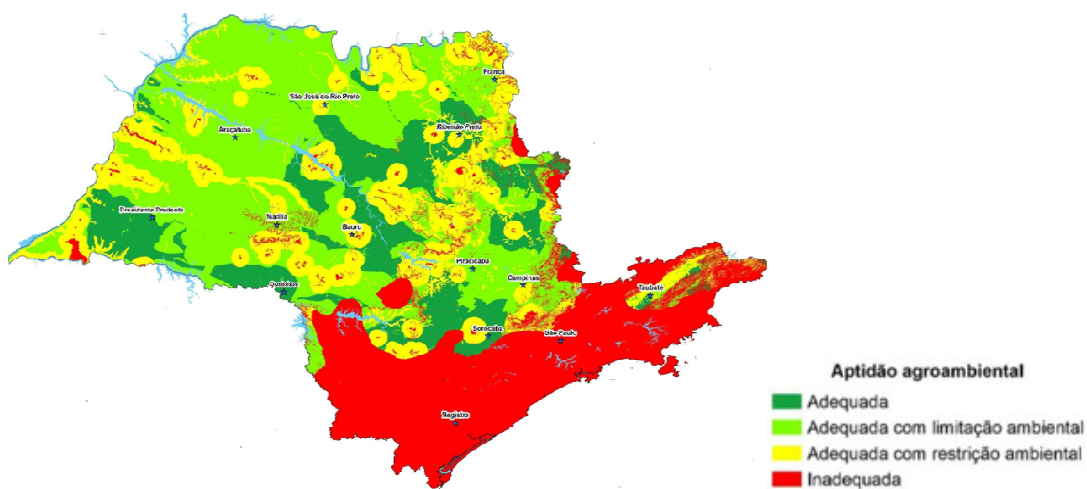 Franca
São José do Rio Preto
Ribeirão Preto
Araçatuba
Presidente Prudente
Marília
Bauru
Piracicaba
Campinas
Ourinhos
Taubaté
Sorocaba
São Paulo
Registro
Aptidão agroambiental
Adequada
Adequada com limitação ambiental
Adequada com restrição ambiental
Inadequada